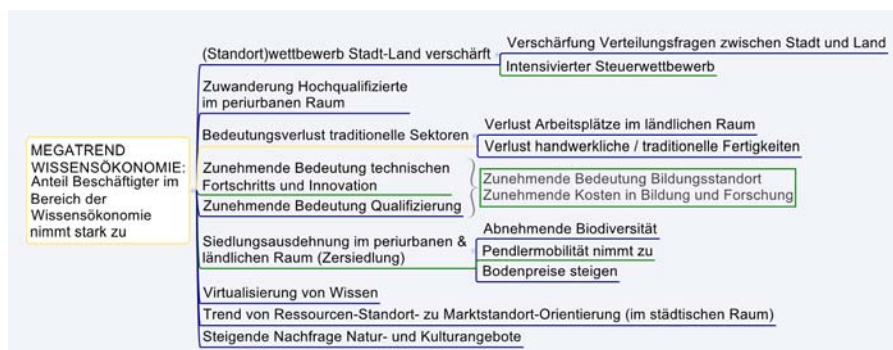 MEGATREND
WISSENSÖKONOMIE:
Anteil Beschäftigter im
Bereich der
Wissensökonomie
nimmt stark zu
(Standort)wettbewerb Stadt-Land verschärft
Verschärfung Verteilungsfragen zwischen Stadt und Land
Intensivierter Steuerwettbewerb
Zuwanderung Hochqualifizierte
im periurbanen Raum
Bedeutungsverlust traditionelle Sektoren
Verlust Arbeitsplätze im ländlichen Raum
Verlust handwerkliche / traditionelle Fertigkeiten
Zunehmende Bedeutung technischen
Fortschritts und Innovation
Zunehmende Bedeutung Qualifizierung
Zunehmende Bedeutung Bildungsstandort
Zunehmende Kosten in Bildung und Forschung
Siedlungsausdehnung im periurbanen &
ländlichen Raum (Zersiedlung)
Abnehmende Biodiversität
Pendlermobilität nimmt zu
Bodenpreise steigen
Virtualisierung von Wissen
Trend von Ressourcen-Standort- zu Marktstandort-Orientierung (im städtischen Raum)
Steigende Nachfrage Natur- und Kulturangebote